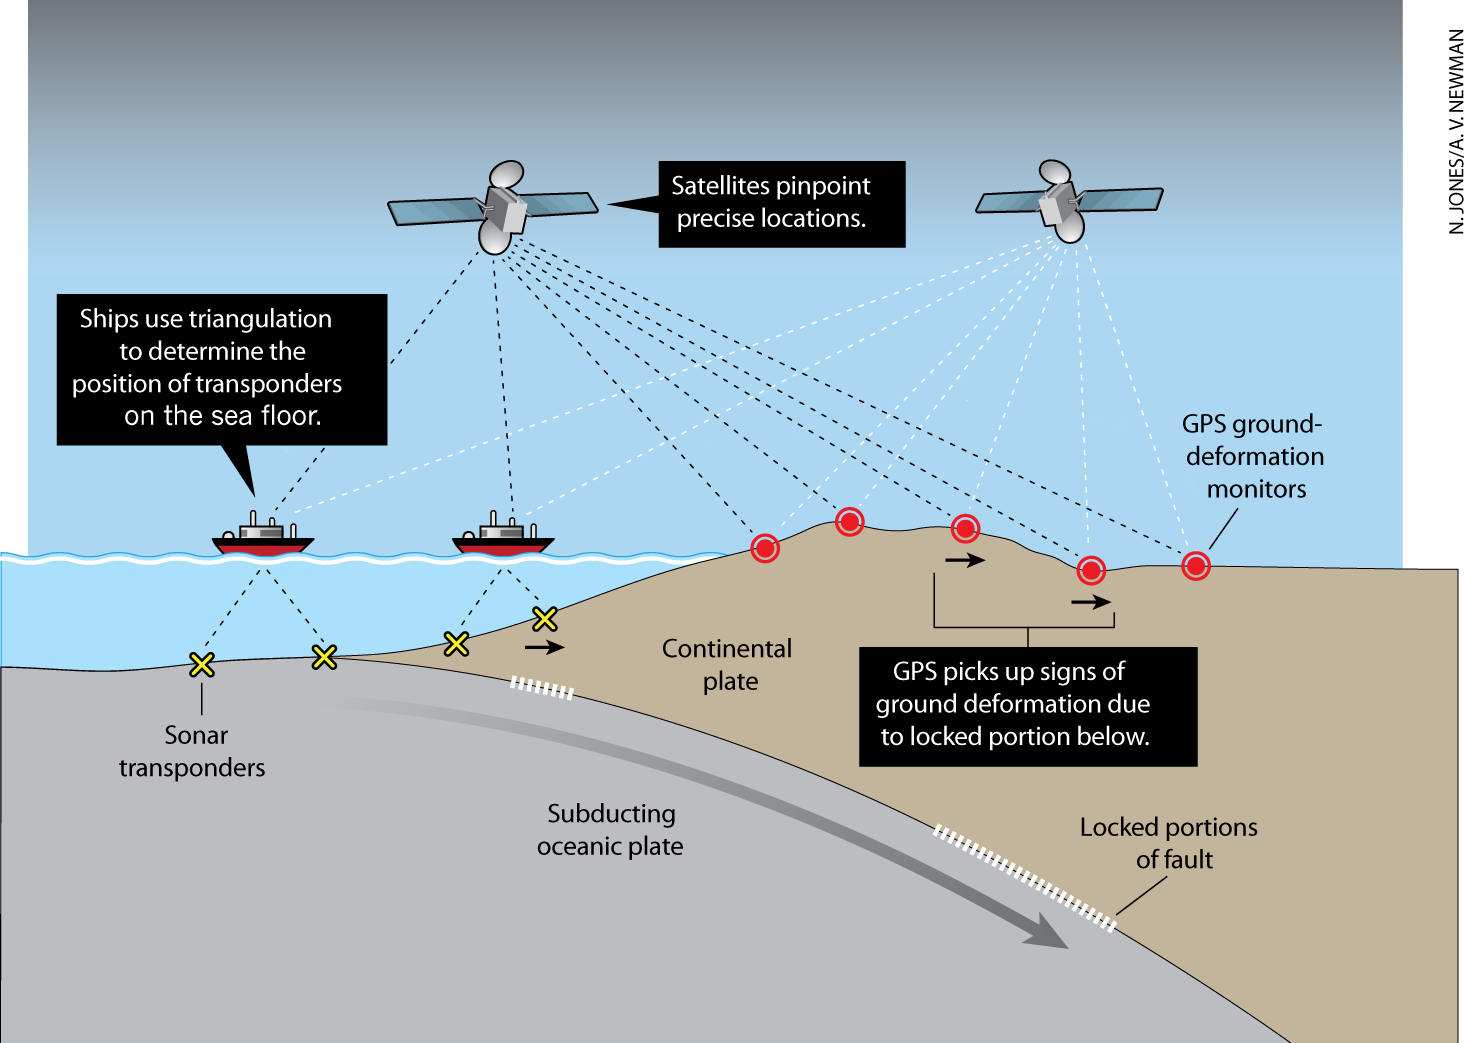 N. JONES/A. V. NEWMAN
Satellites pinpoint
precise locations.
Ships use triangulation
to determine the
position of transponders
on the sea floor.
GPS ground-
deformation
monitors
Continental
plate
GPS picks up signs of
ground deformation due
to locked portion below.
Sonar
transponders
Subducting
oceanic plate
Locked portions
of fault